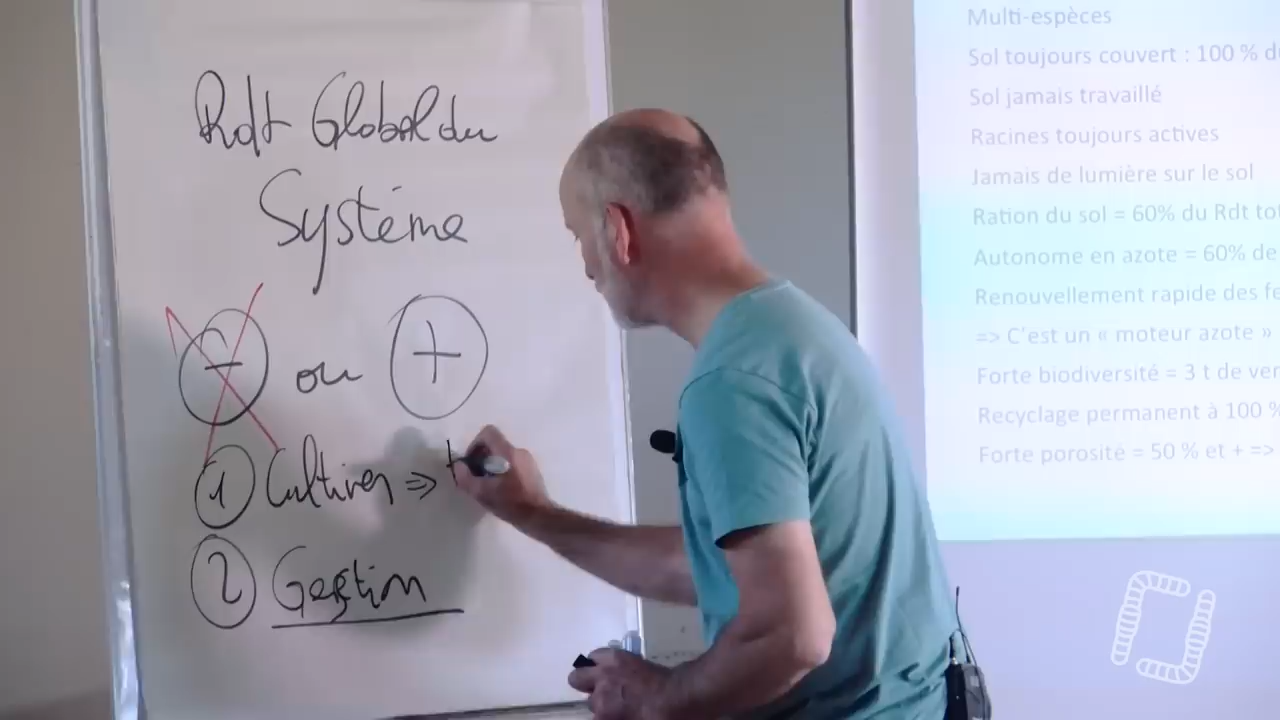 Rdt Global du
Système
- ou +
1 Cultiver =>
2 Gestion
Multi-espèces
Sol toujours couvert : 100 % d
Sol jamais travaillé
Racines toujours actives
Jamais de lumière sur le sol
Ration du sol = 60% du Rdt tot
Autonome en azote = 60% de
Renouvellement rapide des fe
=> C'est un « moteur azote »
Forte biodiversité = 3 t de ver
Recyclage permanent à 100 %
Forte porosité = 50 % et + =>